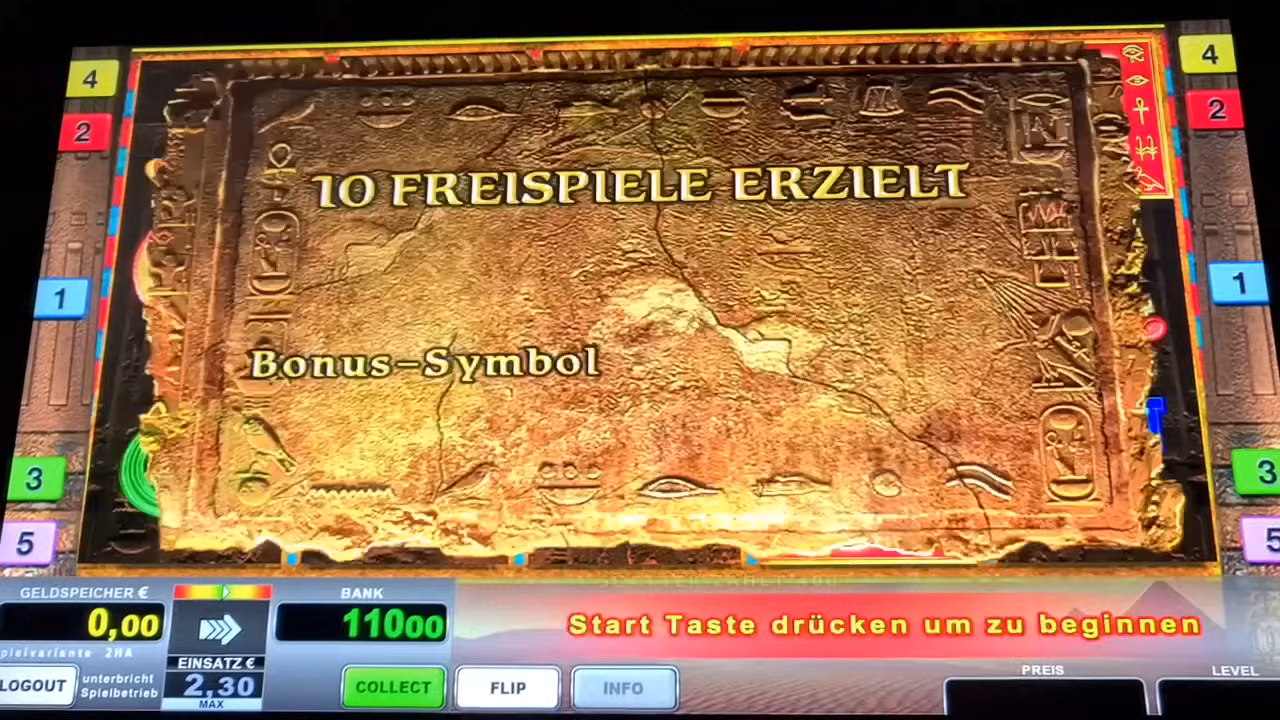 4
4
2
2
10 FREISPIELE ERZIELT
1
1
Bonus-Symbol
3
3
5
5
GELDSPEICHER €
BANK
0,00
11000
Start Taste drücken um zu beginnen
pielvariante 2HA
EINSATZ €
PREIS
LEVEL
LOGOUT
unterbricht
Spielbetrieb
2,30
MAX
COLLECT
FLIP
INFO